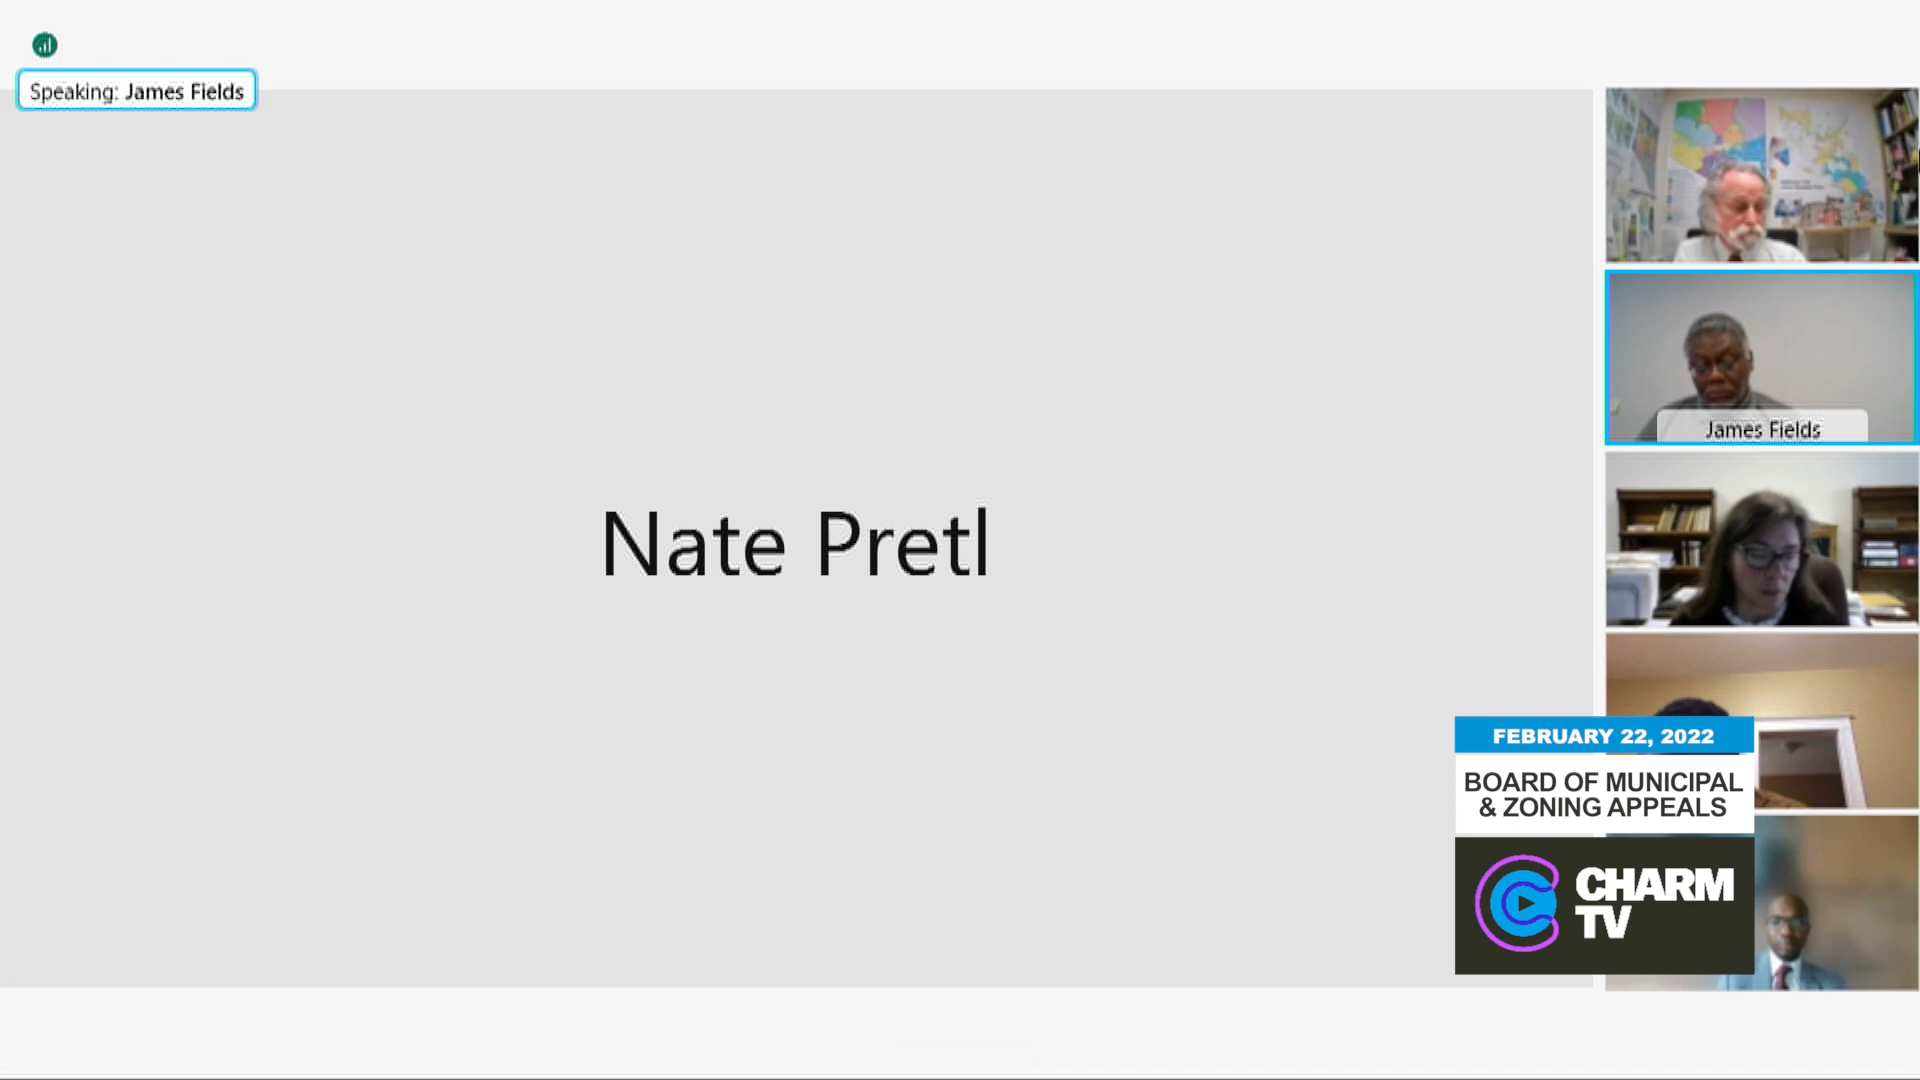 Speaking: James Fields
Nate Pretl
James Fields
FEBRUARY 22, 2022
BOARD OF MUNICIPAL
& ZONING APPEALS
CHARM
TV